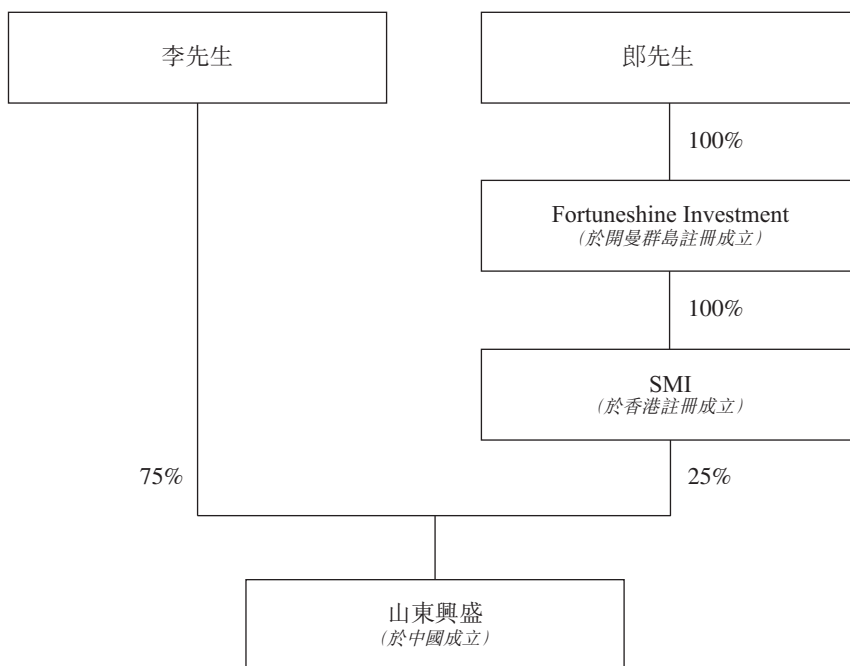 李先生
郎先生
100%
Fortuneshine Investment
（於開曼群島註冊成立）
100%
SMI
（於香港註冊成立）
75%
25%
山東興盛
（於中國成立）